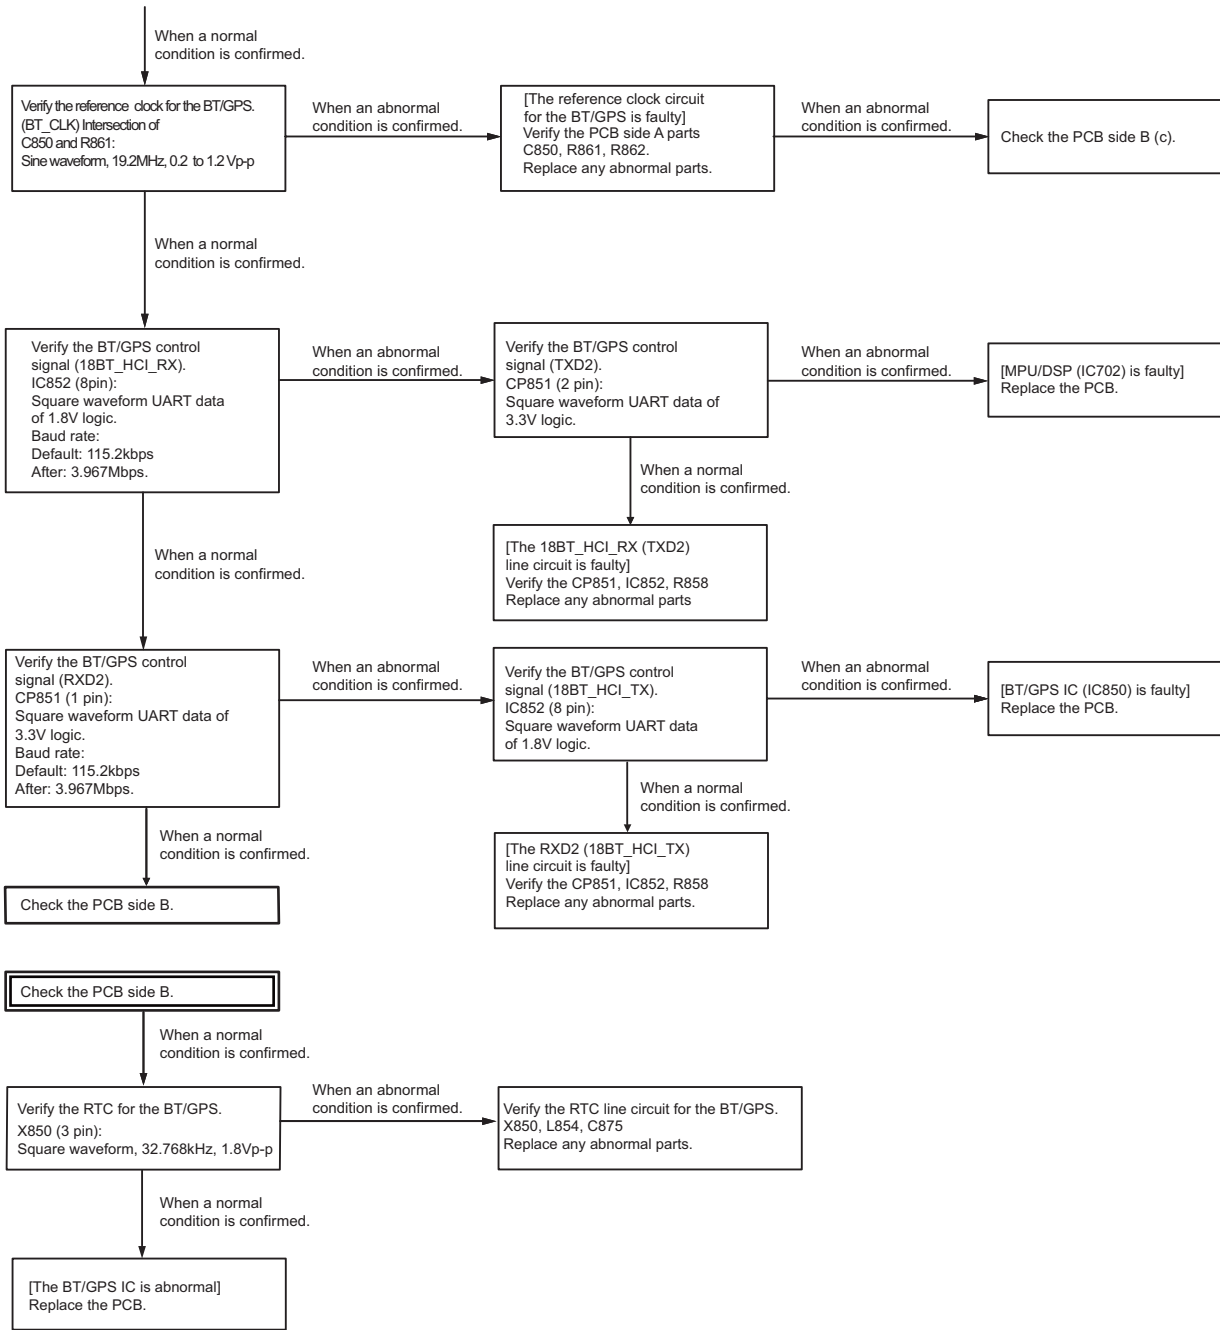 When a normal
condition is confirmed.
Verify the reference clock for the BT/GPS.
(BT_CLK) Intersection of
C850 and R861:
Sine waveform, 19.2MHz, 0.2 to 1.2 Vp-p
When an abnormal
condition is confirmed.
[The reference clock circuit
for the BT/GPS is faulty]
Verify the PCB side A parts
C850, R861, R862.
Replace any abnormal parts.
When an abnormal
condition is confirmed.
Check the PCB side B (c).
When a normal
condition is confirmed.
Verify the BT/GPS control
signal (18BT_HCI_RX).
IC852 (8pin):
Square waveform UART data
of 1.8V logic.
Baud rate:
Default: 115.2kbps
After: 3.967Mbps.
When an abnormal
condition is confirmed.
Verify the BT/GPS control
signal (TXD2).
CP851 (2 pin):
Square waveform UART data of
3.3V logic.
When an abnormal
condition is confirmed.
[MPU/DSP (IC702) is faulty]
Replace the PCB.
When a normal
condition is confirmed.
[The 18BT_HCI_RX (TXD2)
line circuit is faulty]
Verify the CP851, IC852, R858
Replace any abnormal parts
When a normal
condition is confirmed.
Verify the BT/GPS control
signal (RXD2).
CP851 (1 pin):
Square waveform UART data of
3.3V logic.
Baud rate:
Default: 115.2kbps
After: 3.967Mbps.
When an abnormal
condition is confirmed.
Verify the BT/GPS control
signal (18BT_HCI_TX).
IC852 (8 pin):
Square waveform UART data
of 1.8V logic.
When an abnormal
condition is confirmed.
[BT/GPS IC (IC850) is faulty]
Replace the PCB.
When a normal
condition is confirmed.
[The RXD2 (18BT_HCI_TX)
line circuit is faulty]
Verify the CP851, IC852, R858
Replace any abnormal parts.
When a normal
condition is confirmed.
Check the PCB side B.
Check the PCB side B.
When a normal
condition is confirmed.
Verify the RTC for the BT/GPS.
X850 (3 pin):
Square waveform, 32.768kHz, 1.8Vp-p
When an abnormal
condition is confirmed.
Verify the RTC line circuit for the BT/GPS.
X850, L854, C875
Replace any abnormal parts.
When a normal
condition is confirmed.
[The BT/GPS IC is abnormal]
Replace the PCB.